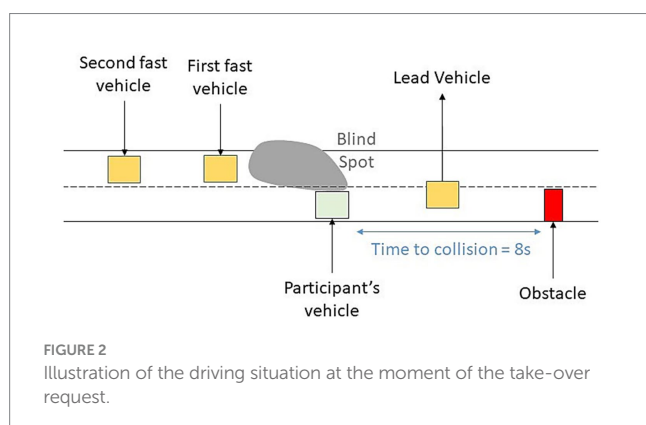 Second fast
vehicle
First fast
vehicle
Lead Vehicle
Blind
Spot
Time to collision = 8s
Participant's
vehicle
Obstacle
FIGURE 2
Illustration of the driving situation at the moment of the take-over
request.